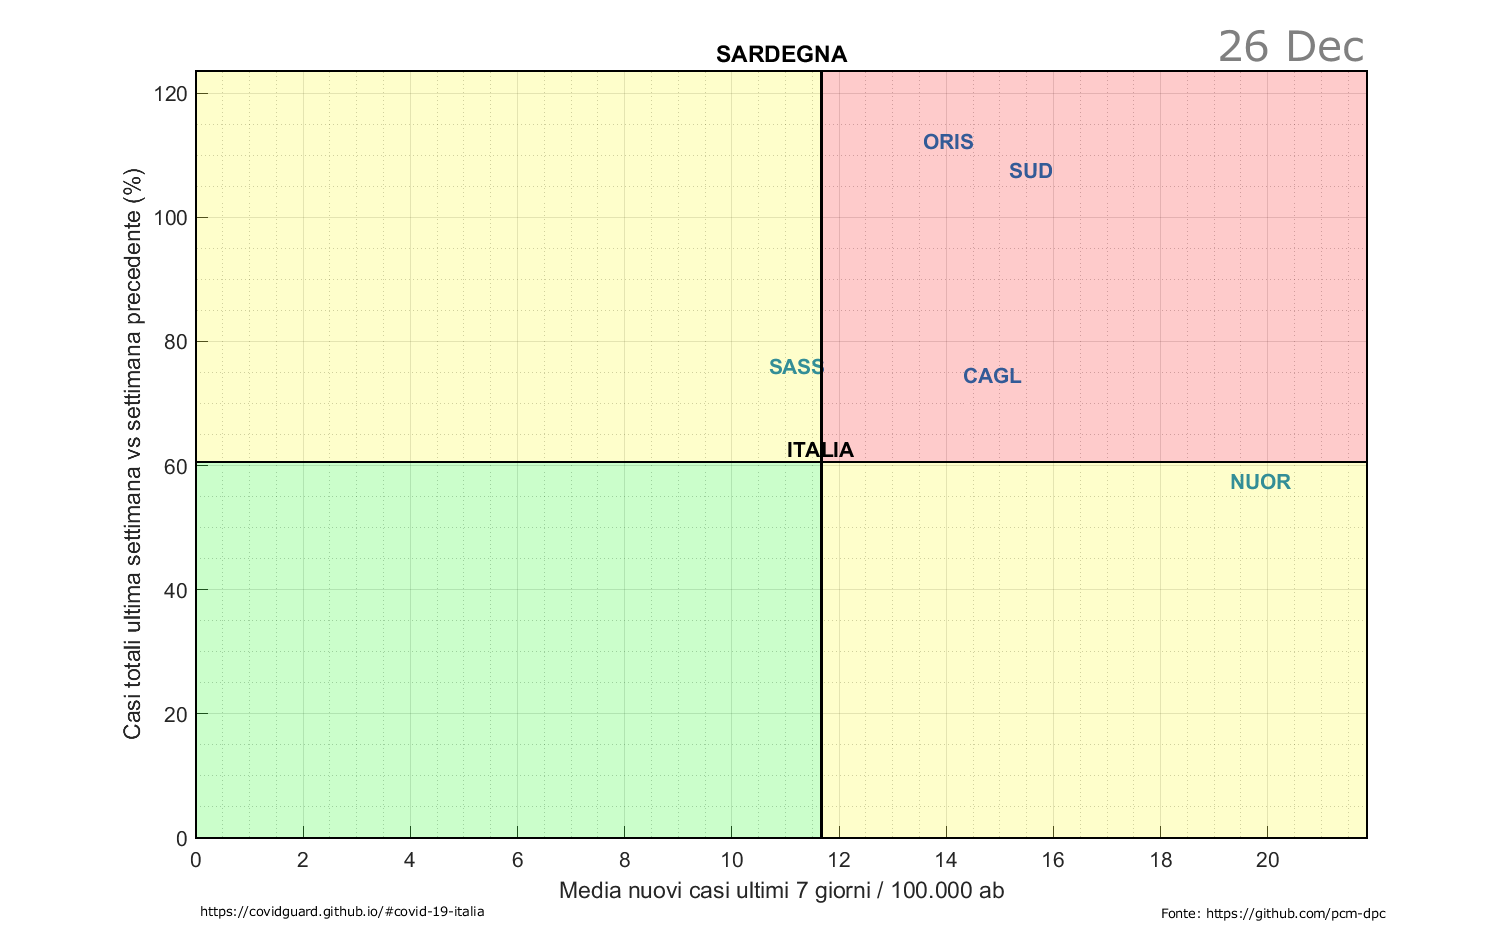 26 Dec
SARDEGNA
Casi totali ultima settimana vs settimana precedente (%)
120
100
80
60
40
20
0
ORIS
SUD
SASS
CAGL
ITALIA
NUOR
0 2 4 6 8 10 12 14 16 18 20
Media nuovi casi ultimi 7 giorni / 100.000 ab
https://covidguard.github.io/#covid-19-italia
Fonte: https://github.com/pcm-dpc